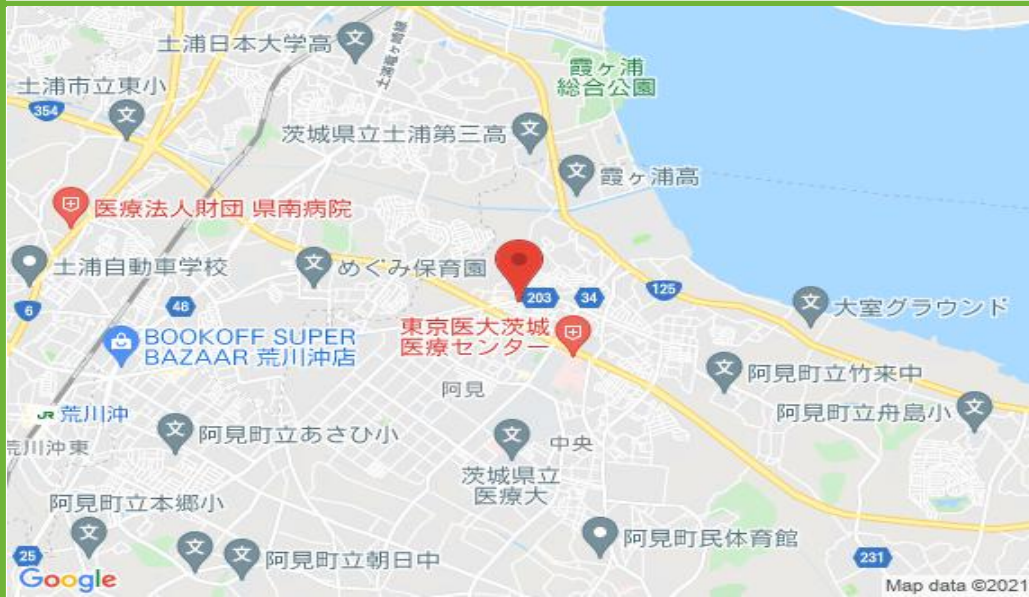 土浦日本大学高
土浦竜ヶ崎線
霞ヶ浦
総合公園
土浦市立東小
354
茨城県立土浦第三高
霞ヶ浦高
医療法人財団 県南病院
土浦自動車学校
めぐみ保育園
6
48
203
34
125
大室グラウンド
BOOKOFF SUPER
BAZAAR 荒川沖店
東京医大茨城
医療センター
阿見
阿見町立竹来中
JR 荒川沖
荒川沖東
阿見町立あさひ小
中央
阿見町立舟島小
茨城県立
医療大
阿見町立本郷小
阿見町民体育館
25
阿見町立朝日中
231
Google
Map data ©2021